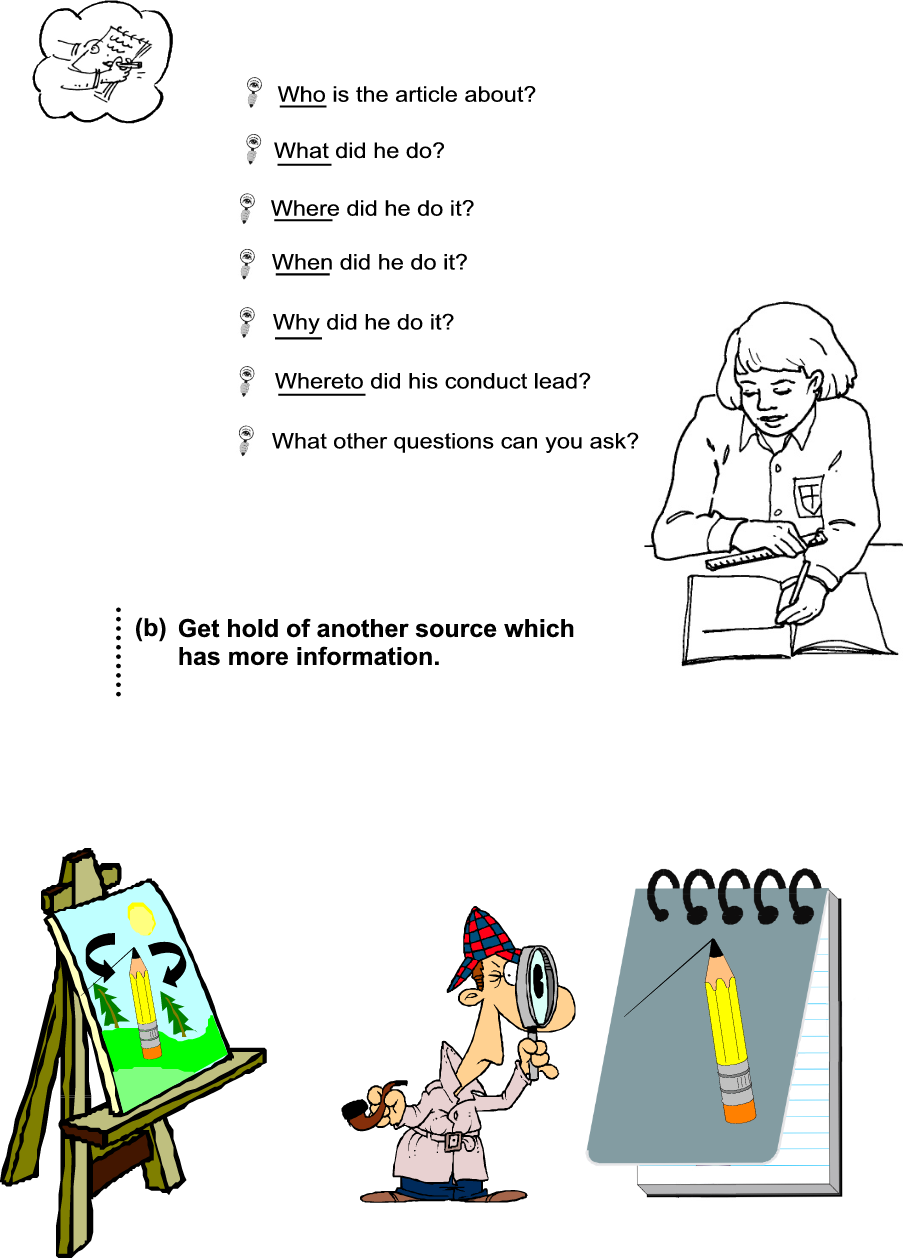 Who is the article about?
What did he do?
Where did he do it?
When did he do it?
Why did he do it?
Whereto did his conduct lead?
What other questions can you ask?
(b) Get hold of another source which
has more information.